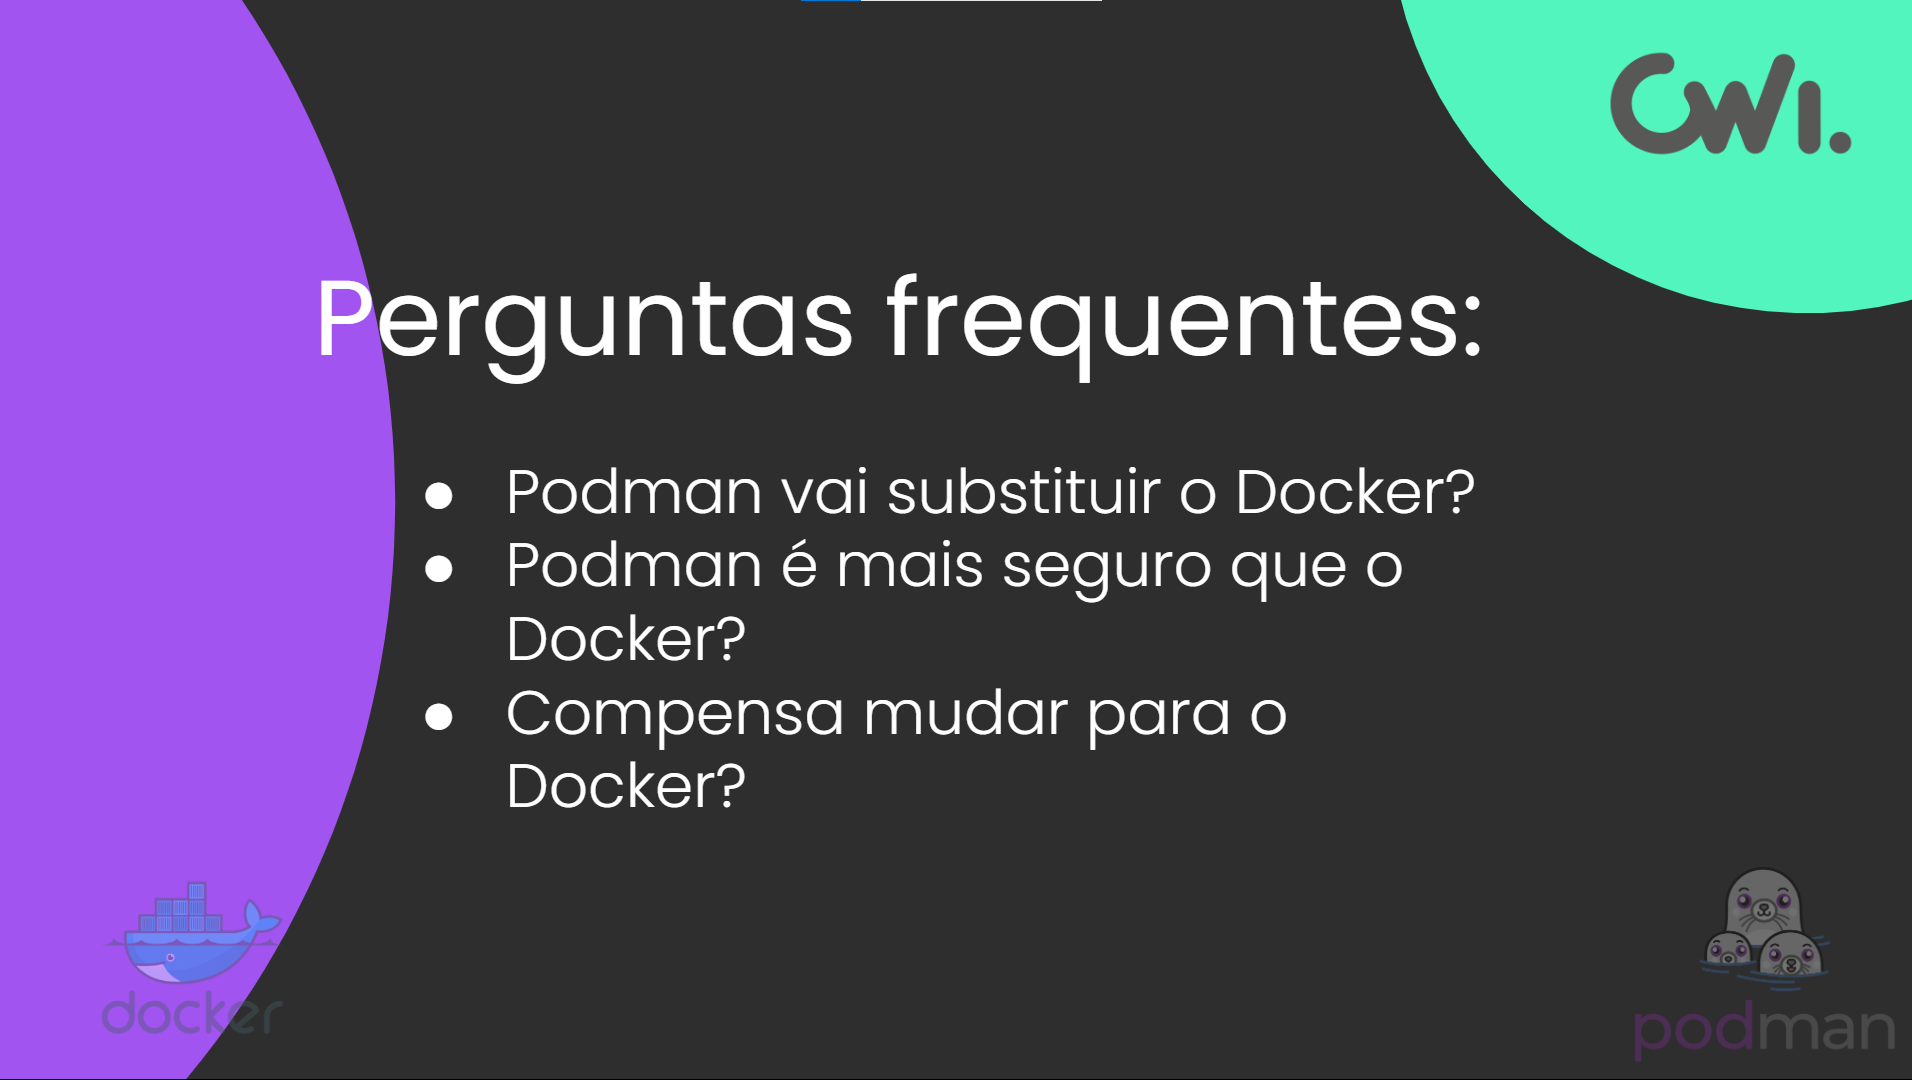 CWI.
Perguntas frequentes:
● Podman vai substituir o Docker?
● Podman é mais seguro que o
Docker?
● Compensa mudar para o
Docker?
docker
podman